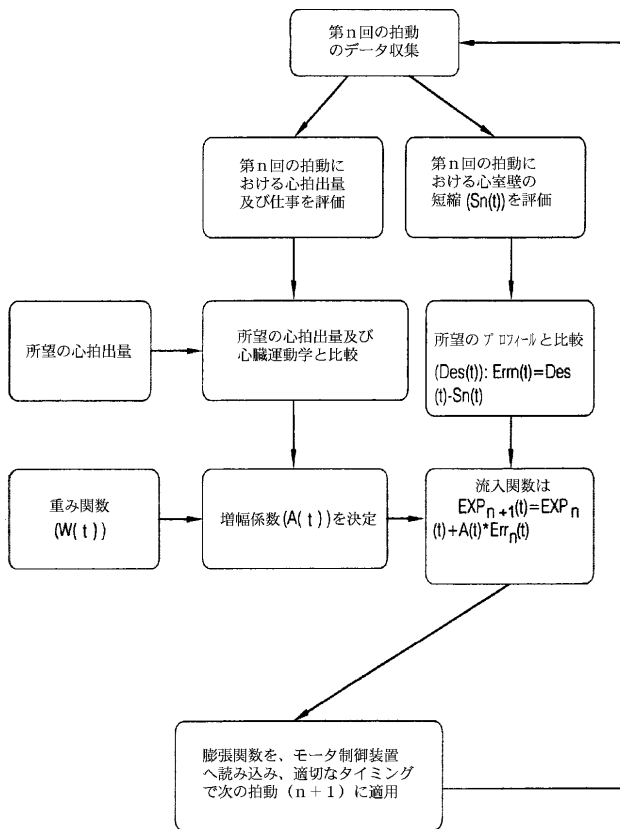 第n回の拍動
のデータ収集
第n回の拍動に
おける心拍出量
及び仕事を評価
第n回の拍動に
おける心室壁の
短縮(Sn(t))を評価
所望の心拍出量
所望の心拍出量及び
心臓運動学と比較
所望のプロフィールと比較
(Des(t)): Errn(t)=Des
(t)-Sn(t)
重み関数
(W(t))
増幅係数(A(t))を決定
流入関数は
EXPn+1(t)=EXPn
(t)+A(t)*Errn(t)
膨張関数を、モータ制御装置
へ読み込み、適切なタイミング
で次の拍動(n+1)に適用